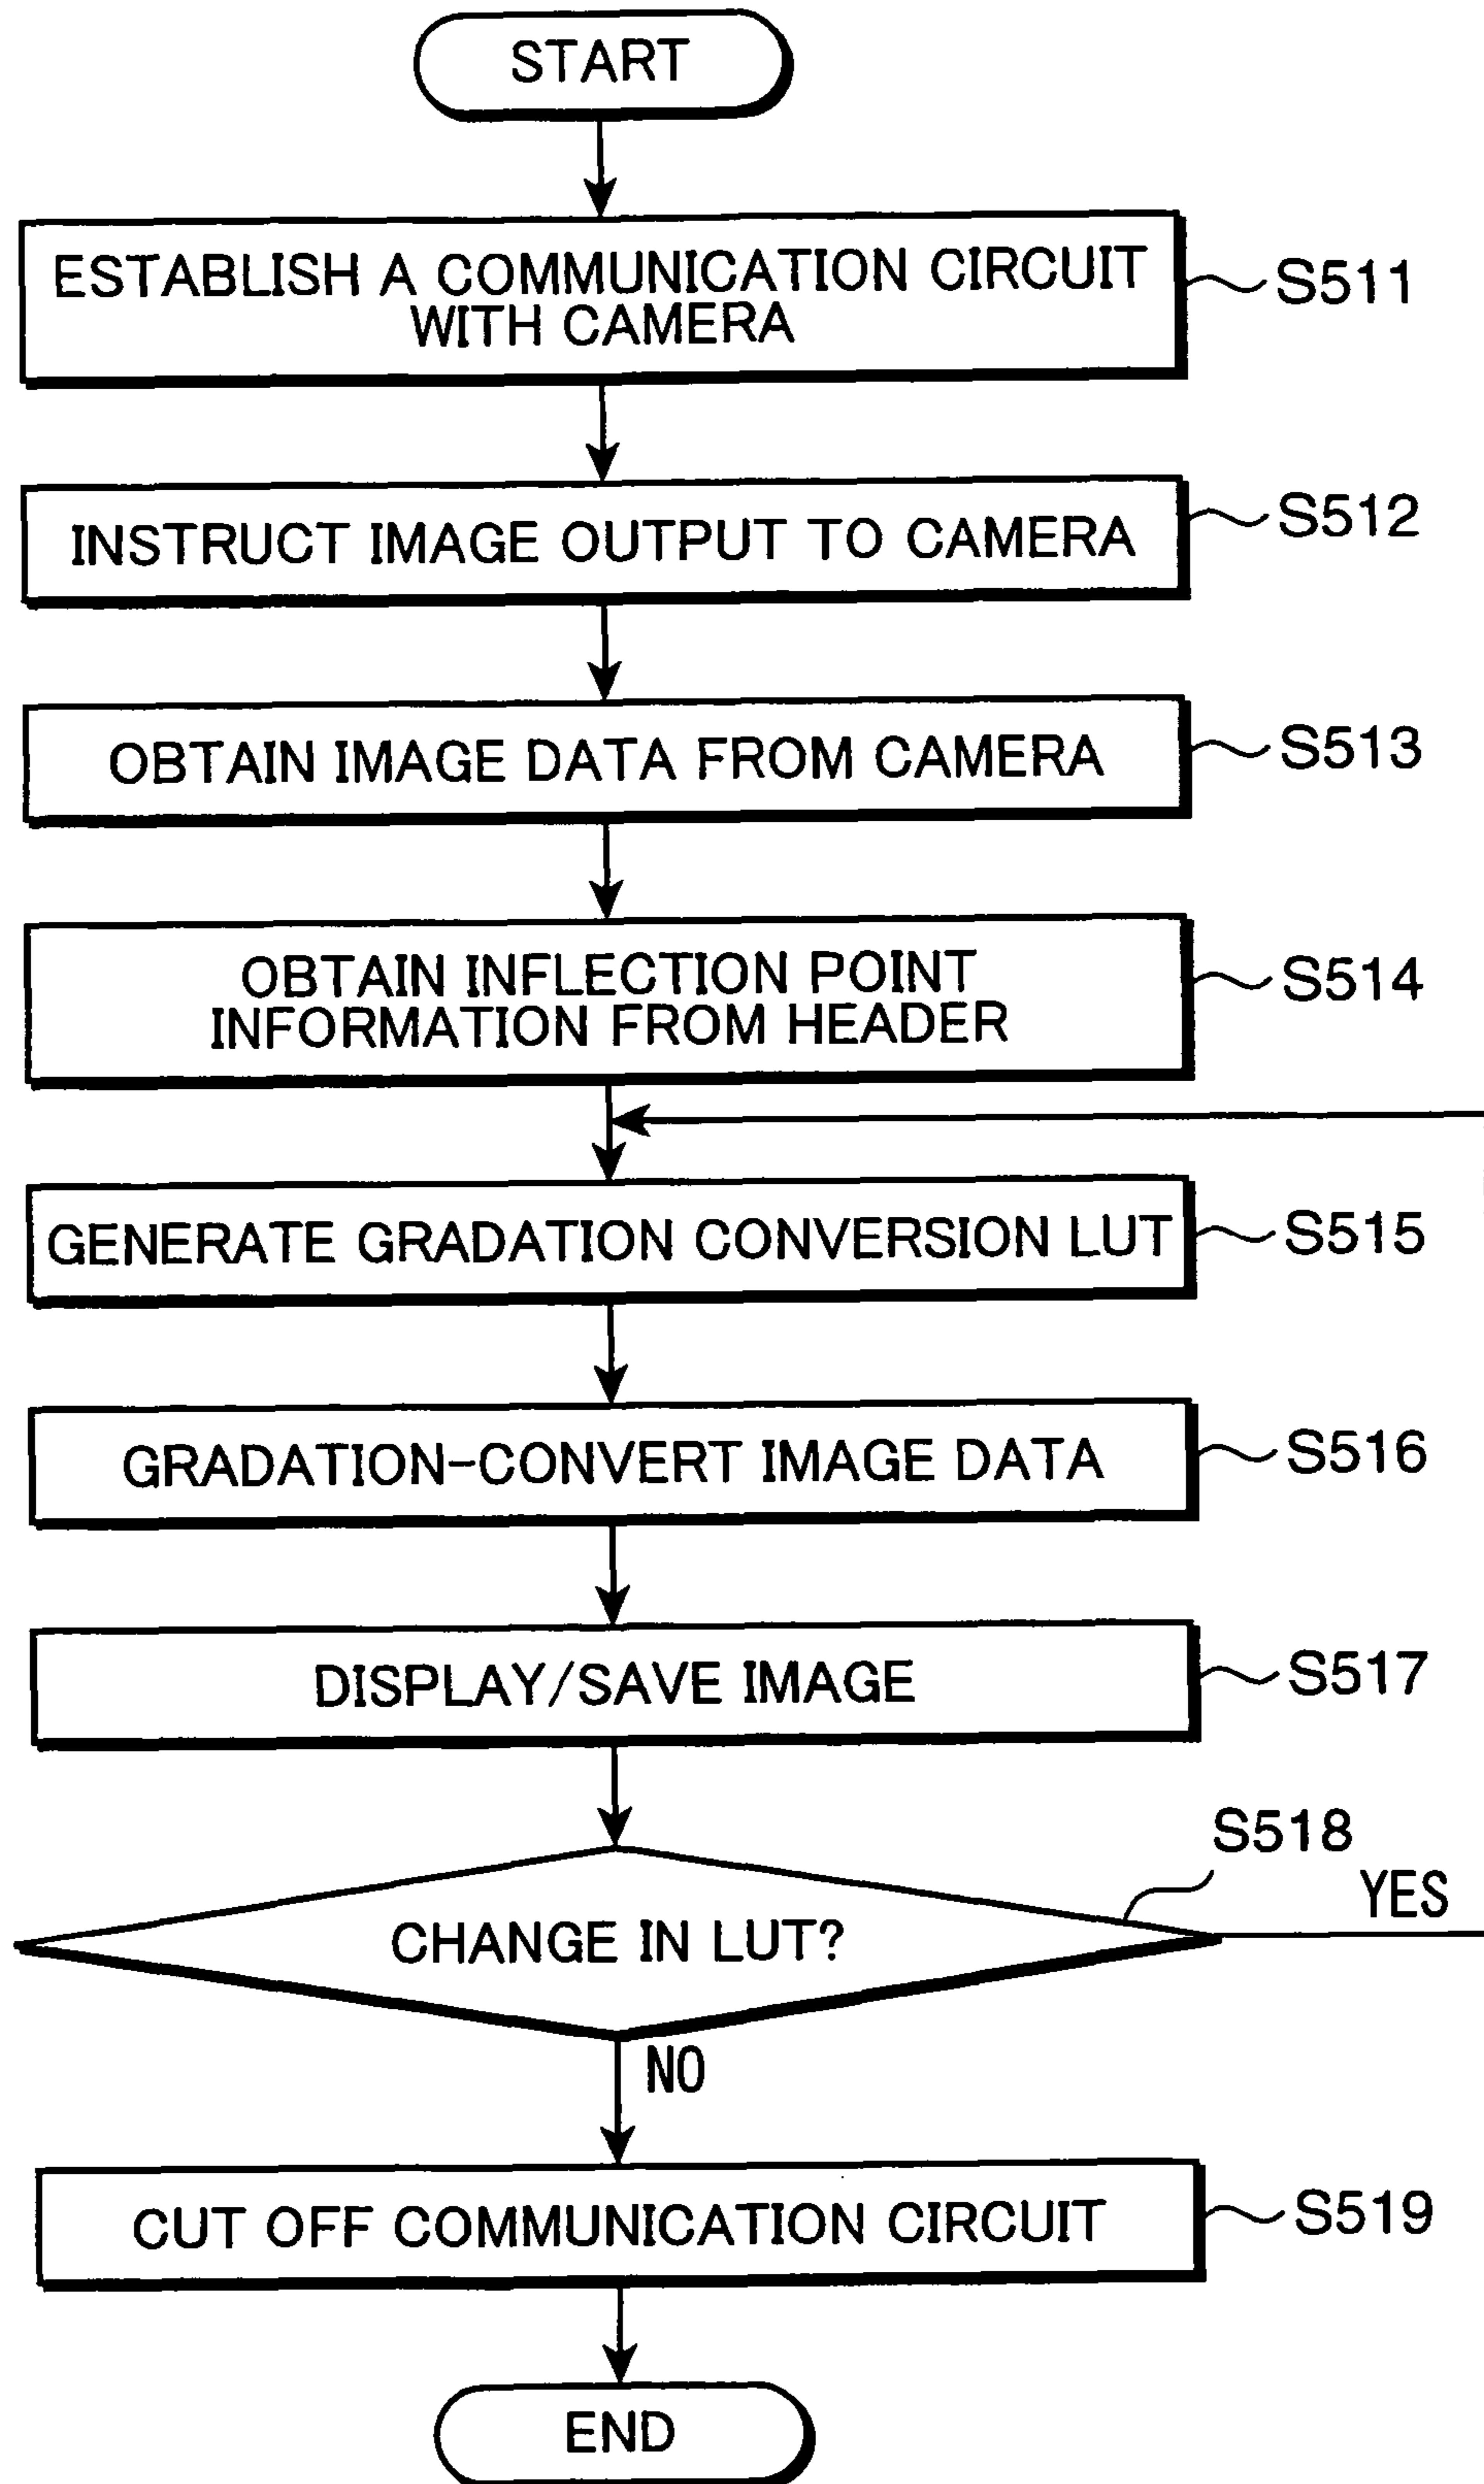 START
ESTABLISH A COMMUNICATION CIRCUIT
WITH CAMERA
S511
INSTRUCT IMAGE OUTPUT TO CAMERA
S512
OBTAIN IMAGE DATA FROM CAMERA
S513
OBTAIN INFLECTION POINT
INFORMATION FROM HEADER
S514
GENERATE GRADATION CONVERSION LUT
S515
GRADATION-CONVERT IMAGE DATA
S516
DISPLAY/SAVE IMAGE
S517
S518
YES
CHANGE IN LUT?
NO
CUT OFF COMMUNICATION CIRCUIT
S519
END